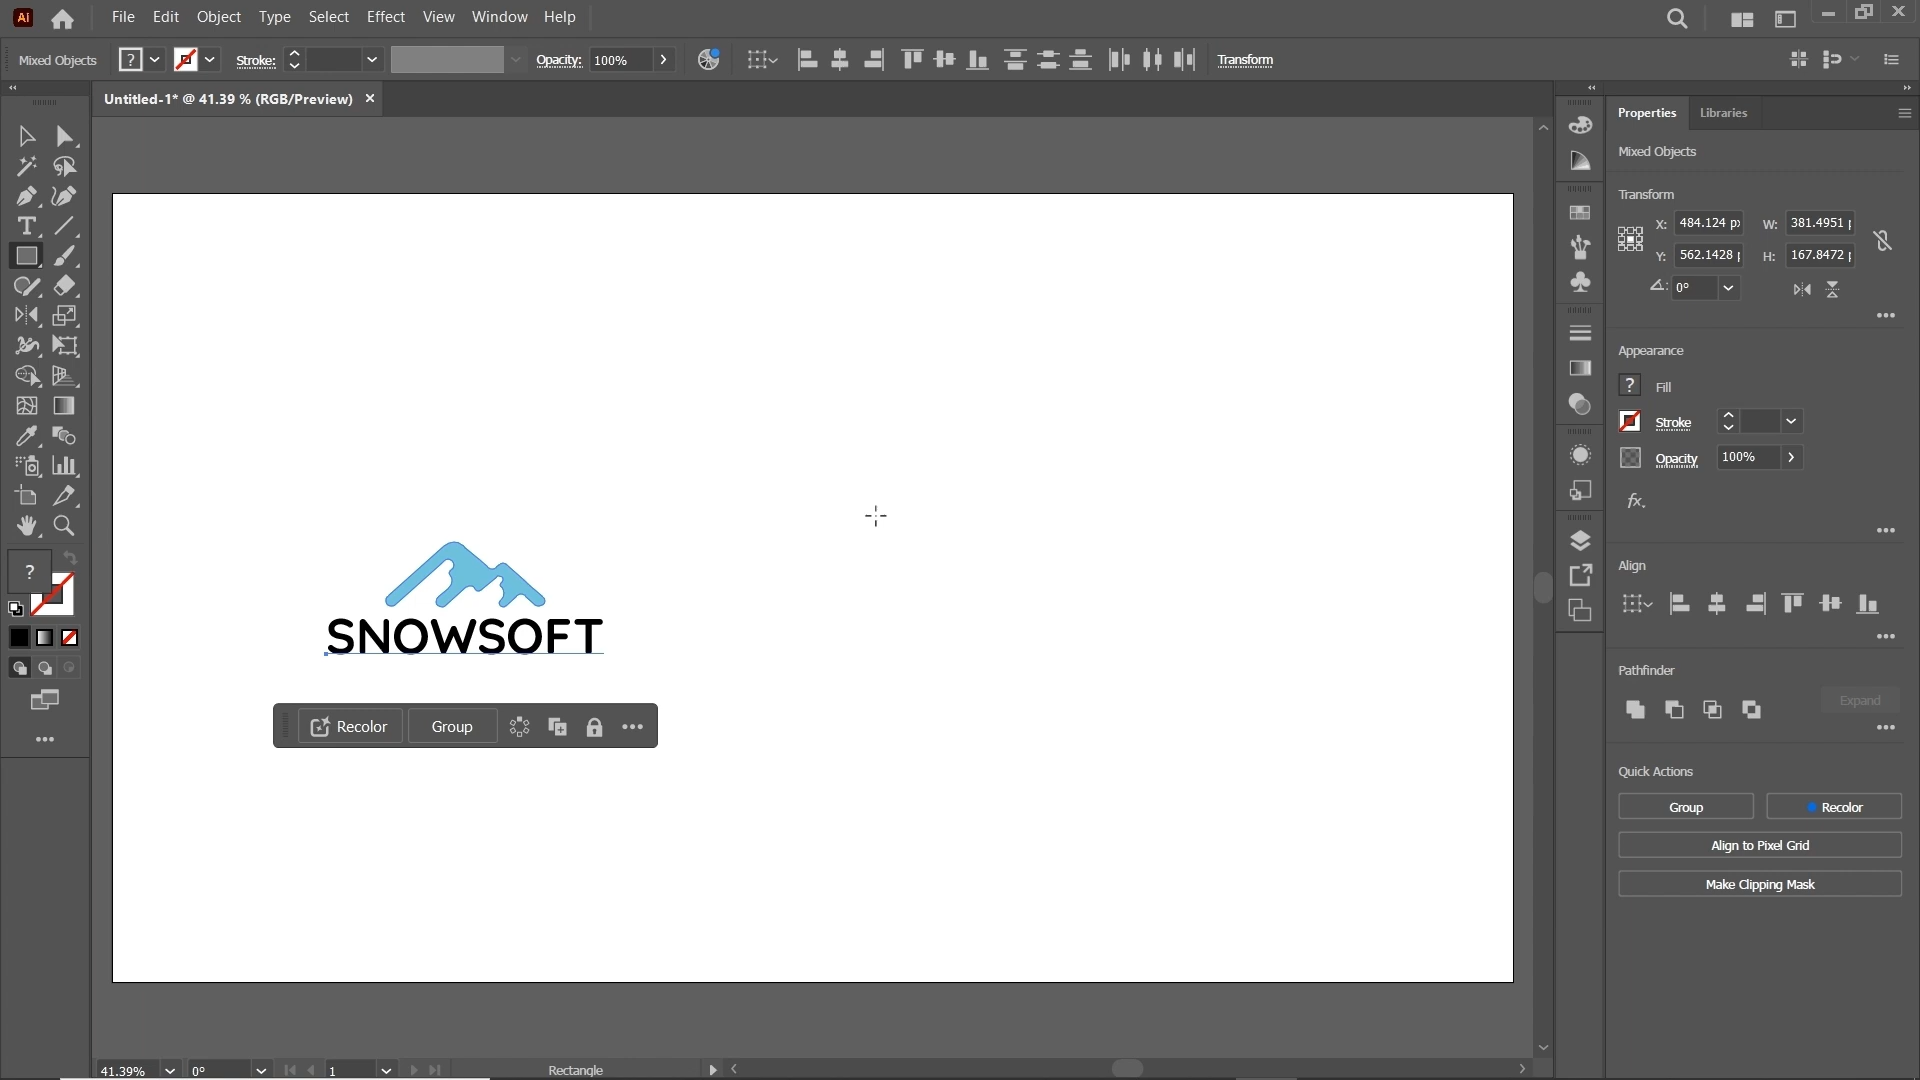 Ai File Edit Object Type Select Effect View Window Help
Mixed Objects ? Stroke: Opacity: 100% Transform
Untitled-1* @ 41.39 % (RGB/Preview)
Properties Libraries
Mixed Objects
Transform
X: 484.124 px W: 381.4951
Y: 562.1428 H: 167.8472
0°
Appearance
? Fill
Stroke
Opacity 100%
fx.
Align
Pathfinder
Expand
Quick Actions
Group Recolor
Align to Pixel Grid
Make Clipping Mask
T
?
SNOWSOFT
Recolor Group
41.39% 0° 1 Rectangle